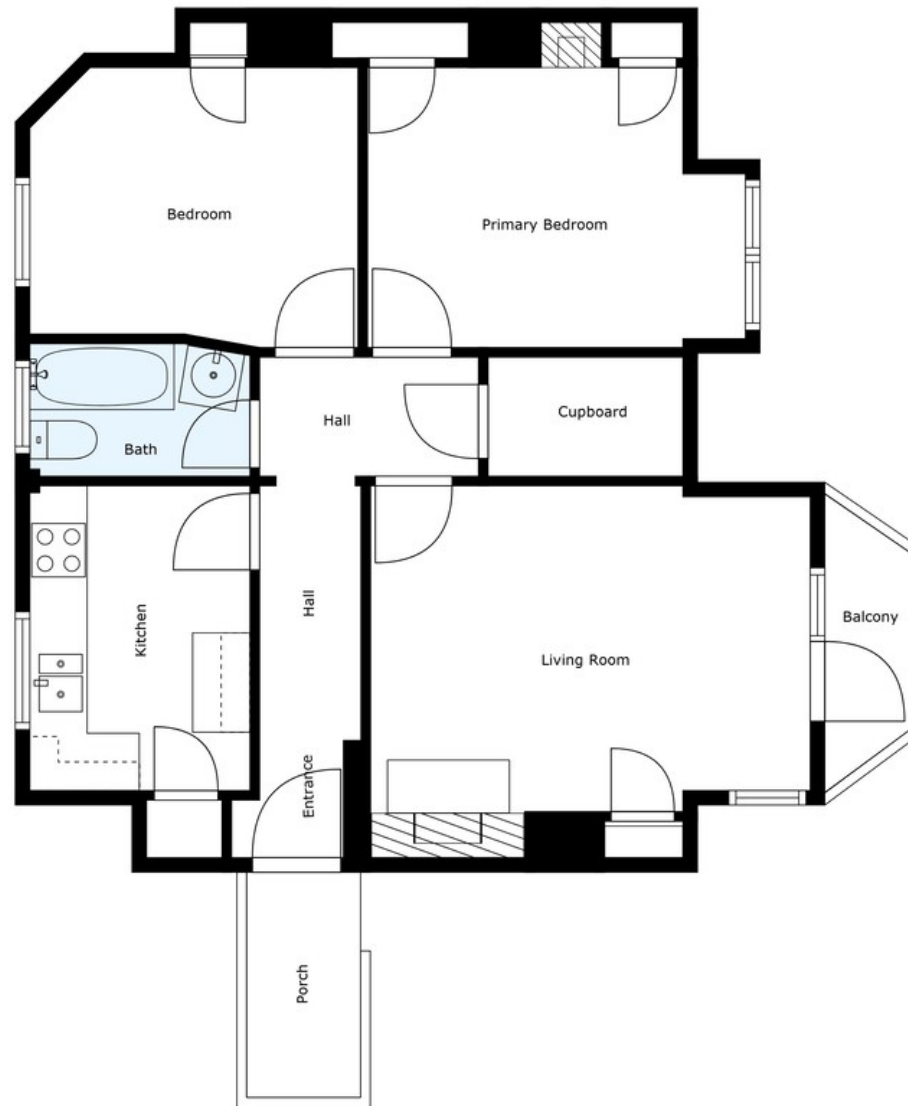 Bedroom
Primary Bedroom
Hall
Cupboard
Bath
Kitchen
Hall
Living Room
Balcony
Entrance
Porch